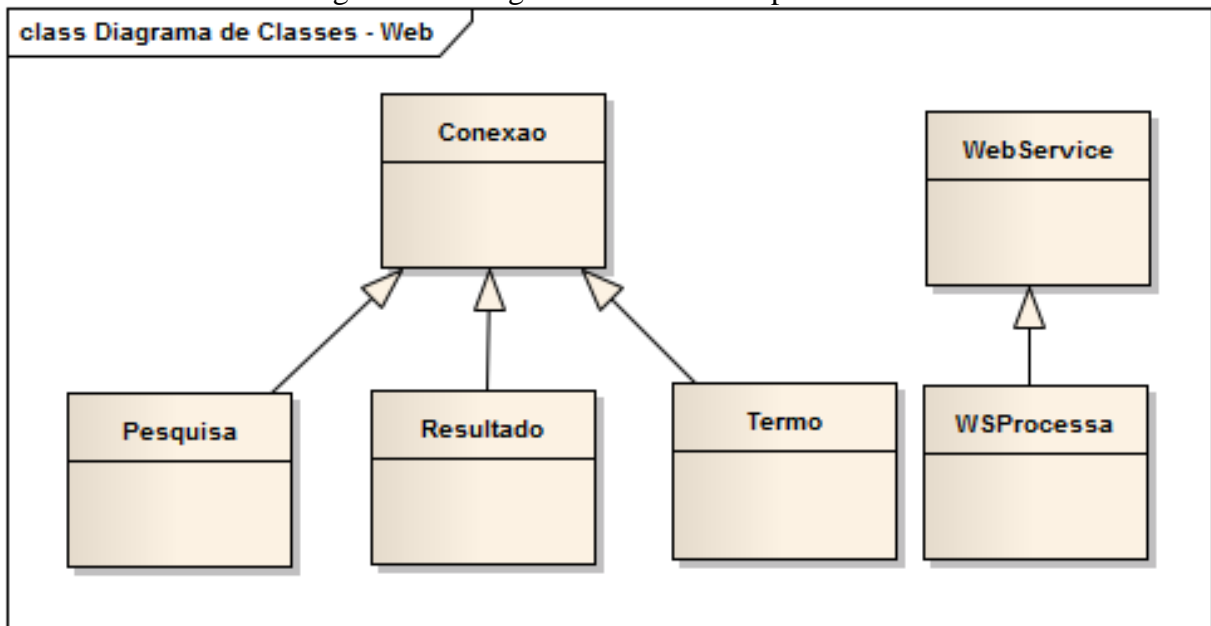 class Diagrama de Classes - Web
Conexao
WebService
Pesquisa
Resultado
Termo
WSProcessa